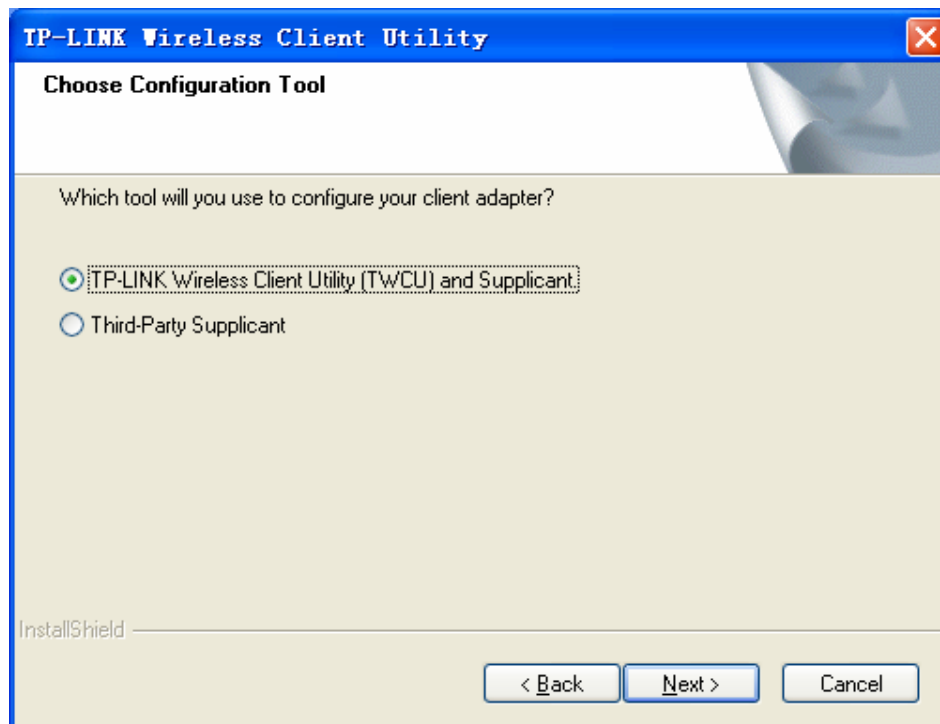 TP-LINK Wireless Client Utility
Choose Configuration Tool
Which tool will you use to configure your client adapter?
TP-LINK Wireless Client Utility (TWCU) and Supplicant.
Third-Party Supplicant
InstallShield
< Back Next > Cancel